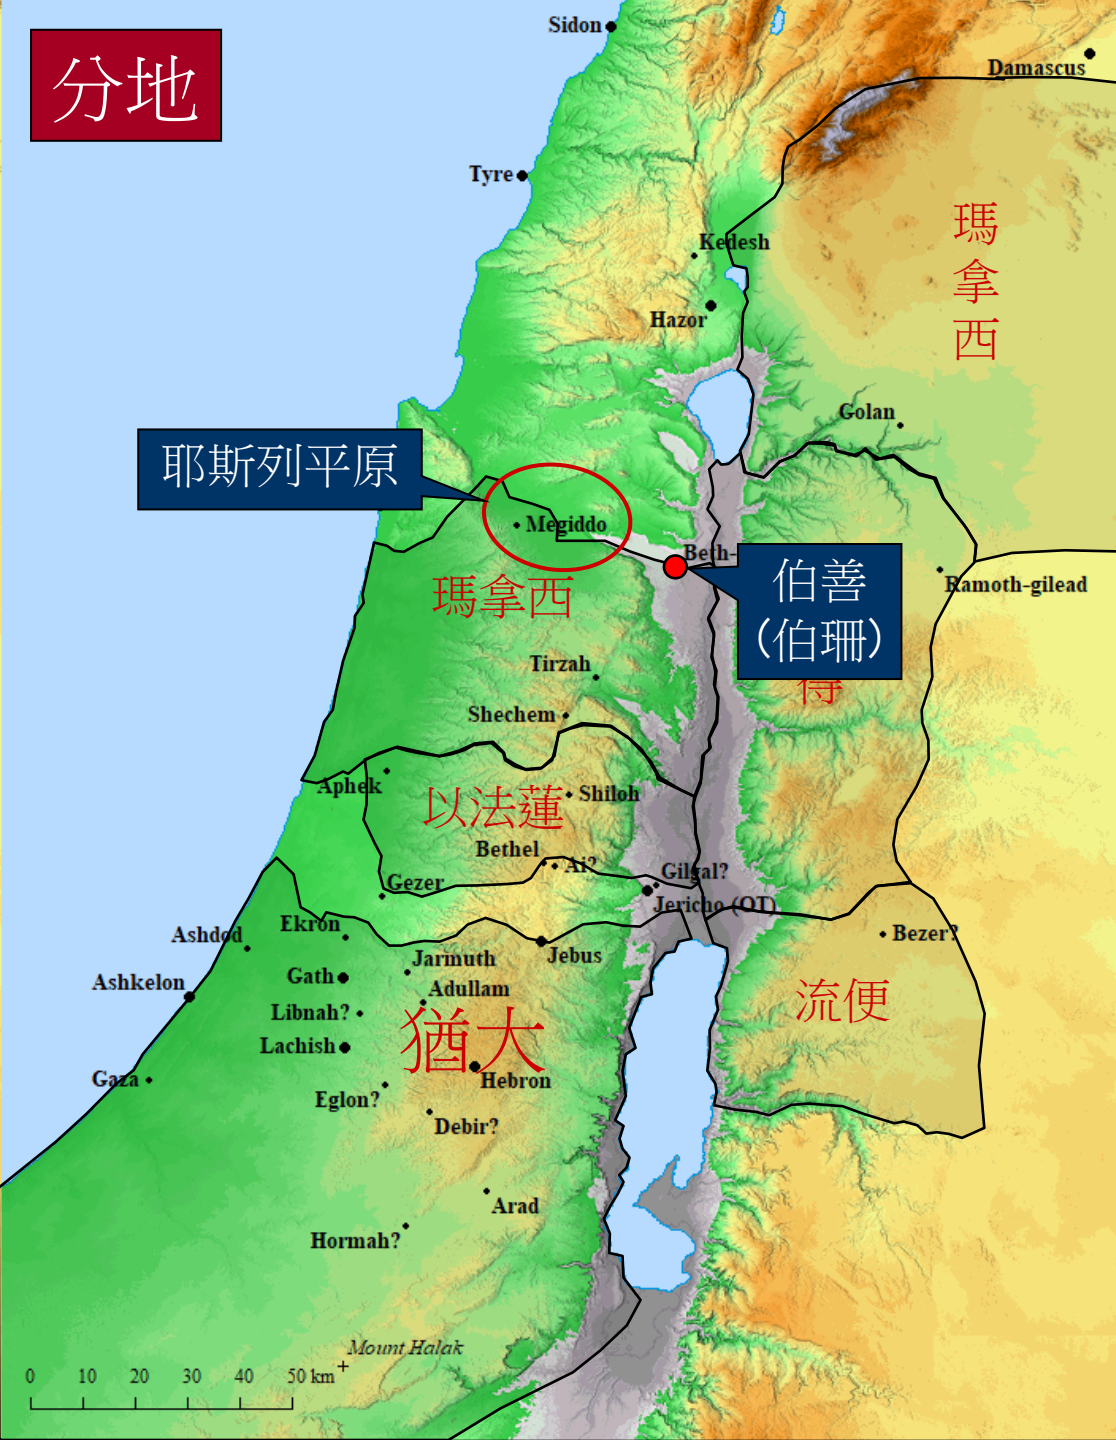 分地
Sidon
Damascus
Tyre
瑪拿西
Kedesh
Hazor
Golan
耶斯列平原
Megiddo
Beth-
伯善
(伯珊)
Ramoth-gilead
瑪拿西
Tirzah
得
Shechem
Aphek
以法蓮
Shiloh
Bethel
Ai?
Gilgal?
Gezer
Jericho (OT)
Ekron
Ashdod
Bezer?
Jebus
Jarmuth
Gath
Ashkelon
Adullam
流便
Libnah?
猶大
Lachish
Gaza
Hebron
Eglon?
Debir?
Arad
Hormah?
Mount Halak
0 10 20 30 50 km